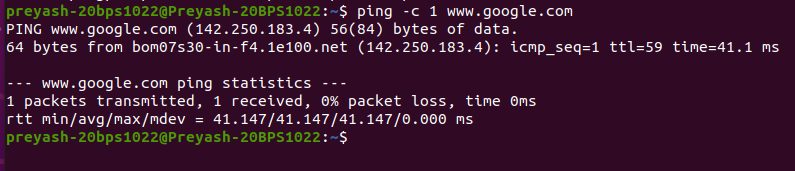 preyash-20bps1022@Preyash-20BPS1022:~$ ping -c 1 www.google.com
PING www.google.com (142.250.183.4) 56(84) bytes of data.
64 bytes from bom07s30-in-f4.1e100.net (142.250.183.4): icmp_seq=1 ttl=59 time=41.1 ms

--- www.google.com ping statistics ---
1 packets transmitted, 1 received, 0% packet loss, time 0ms
rtt min/avg/max/mdev = 41.147/41.147/41.147/0.000 ms
preyash-20bps1022@Preyash-20BPS1022:~$